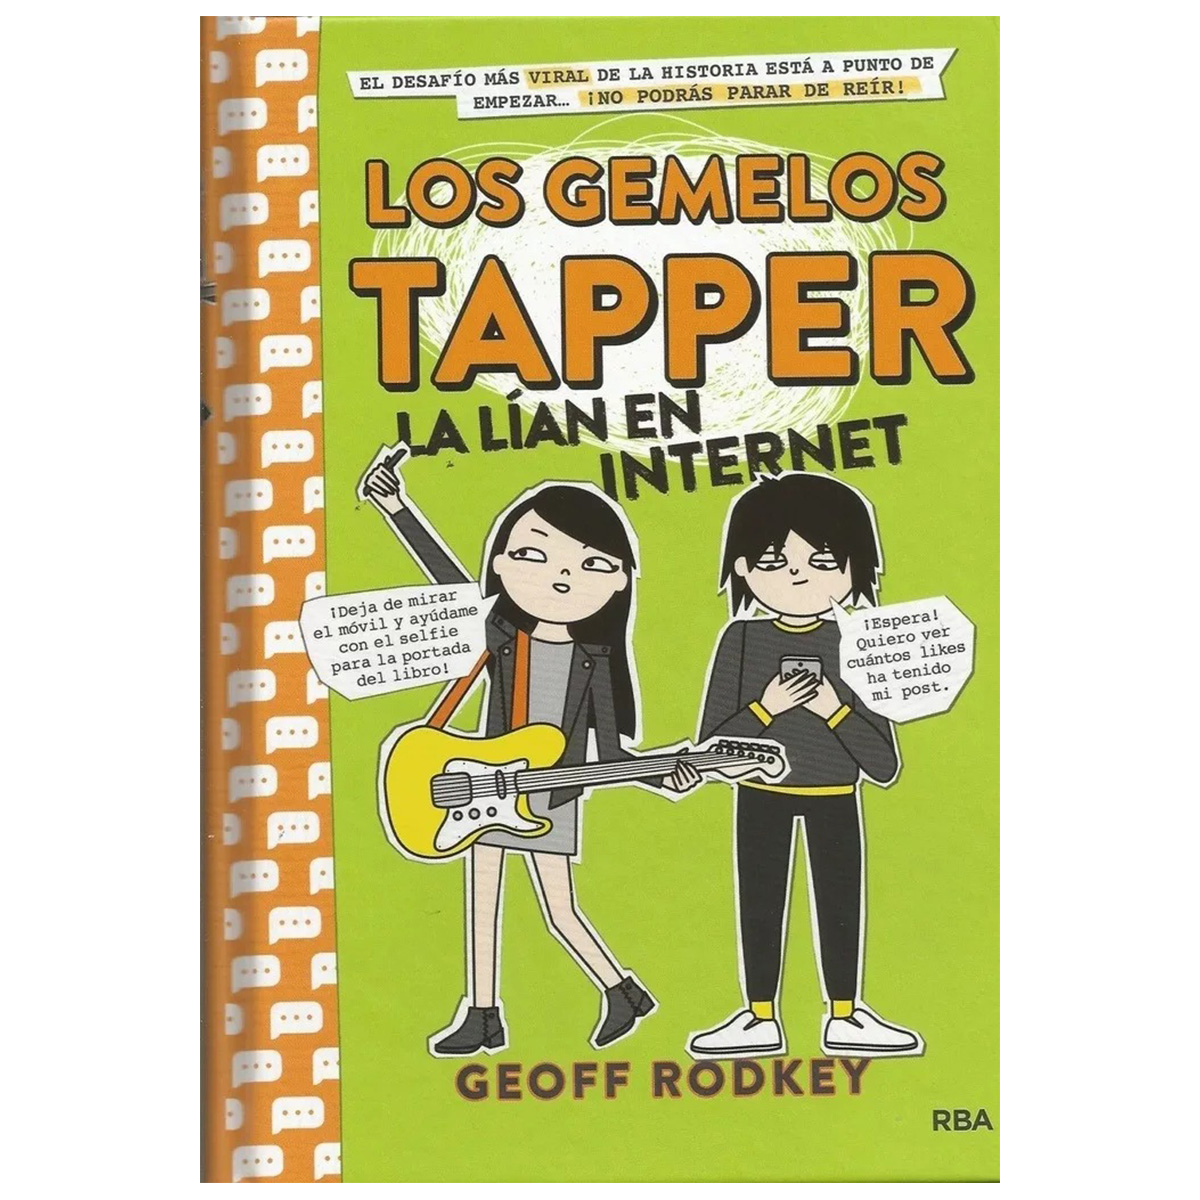 EL DESAFÍO MÁS VIRAL DE LA HISTORIA ESTÁ A PUNTO DE
EMPEZAR... ¡NO PODRÁS PARAR DE REÍR!
LOS GEMELOS
TAPPER
LA LÍAN EN
INTERNET
¡Deja de mirar
el móvil y ayúdame
con el selfie
para la portada
del libro!
¡Espera!
Quiero ver
cuántos likes
ha tenido
mi post.
GEOFF RODKEY
RBA